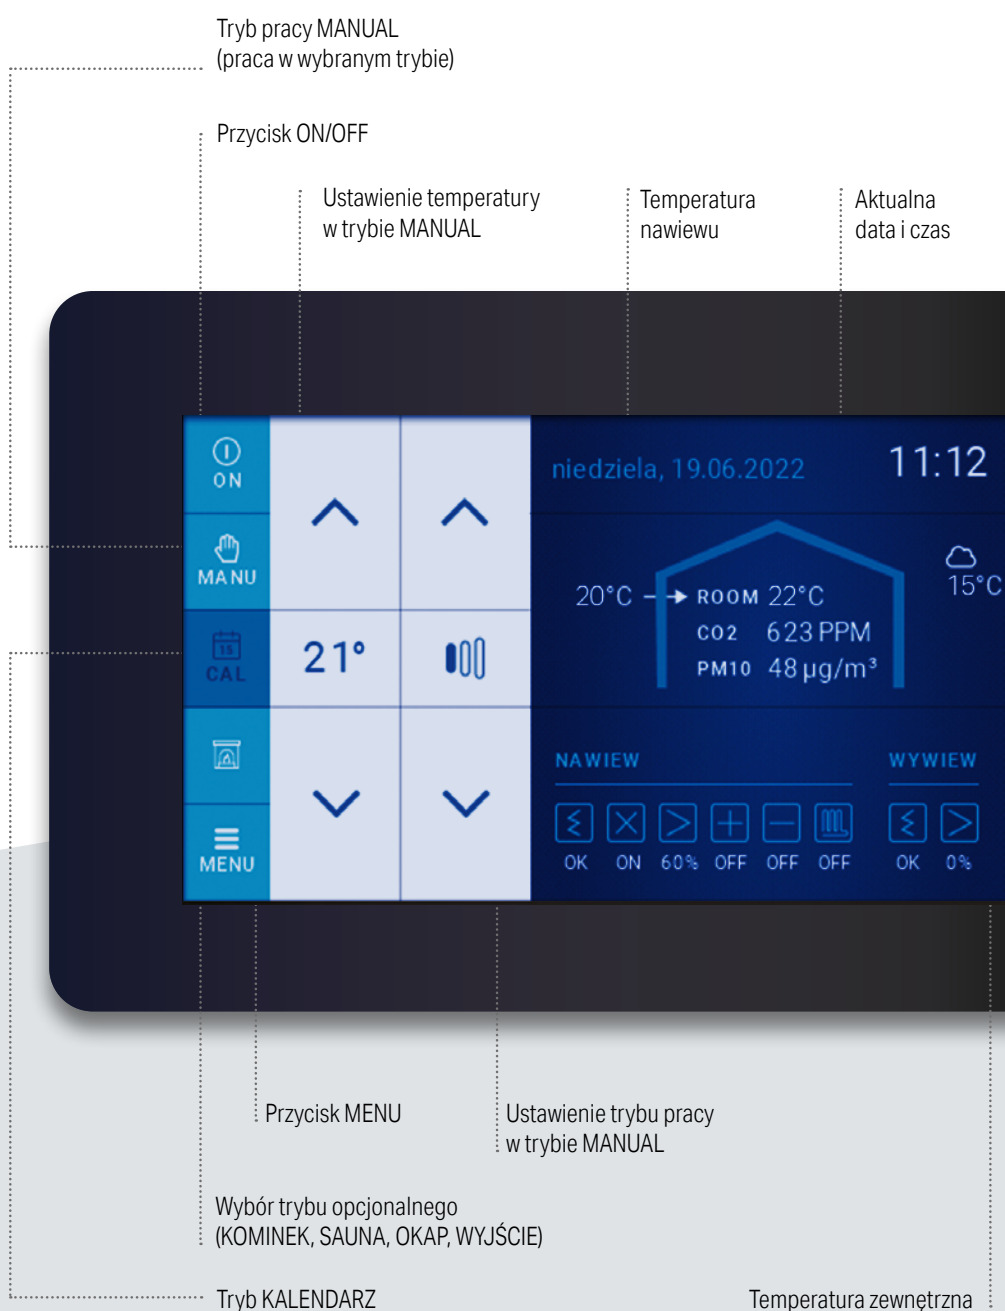 Tryb pracy MANUAL
(praca w wybranym trybie)
Przycisk ON/OFF
Ustawienie temperatury
w trybie MANUAL
Temperatura
nawiewu
Aktualna
data i czas
ON
MANU
15
CAL
MENU
21°
niedziela, 19.06.2022
11:12
15°C
20°C
ROOM 22°C
CO2 623 PPM
PM10 48 µg/m³
NAWIEW
WYWIEW
OK ON 60% OFF OFF OFF
OK 0%
Przycisk MENU
Ustawienie trybu pracy
w trybie MANUAL
Wybór trybu opcjonalnego
(KOMINEK, SAUNA, OKAP, WYJŚCIE)
Tryb KALENDARZ
Temperatura zewnętrzna